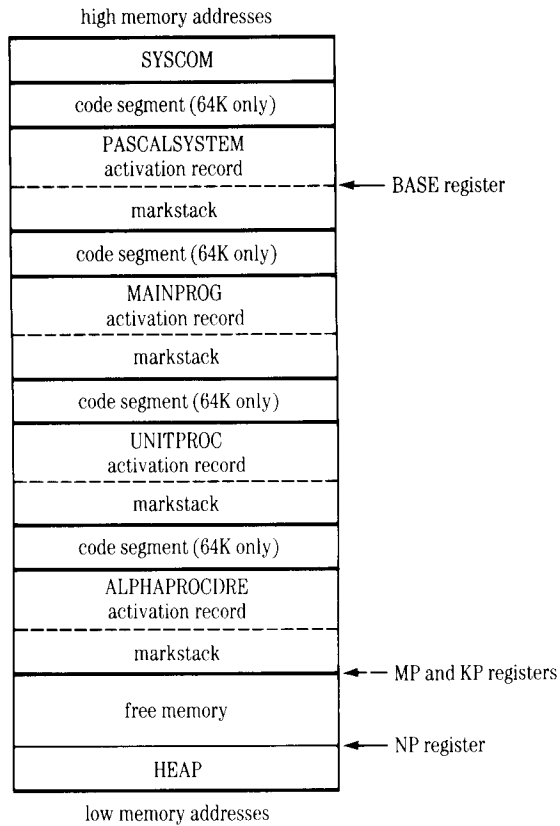 high memory addresses
SYSCOM
code segment (64K only)
PASCALSYSTEM
activation record
BASE register
markstack
code segment (64K only)
MAINPROG
activation record
markstack
code segment (64K only)
UNITPROC
activation record
markstack
code segment (64K only)
ALPHAPROCDRE
activation record
markstack
MP and KP registers
free memory
NP register
HEAP
low memory addresses